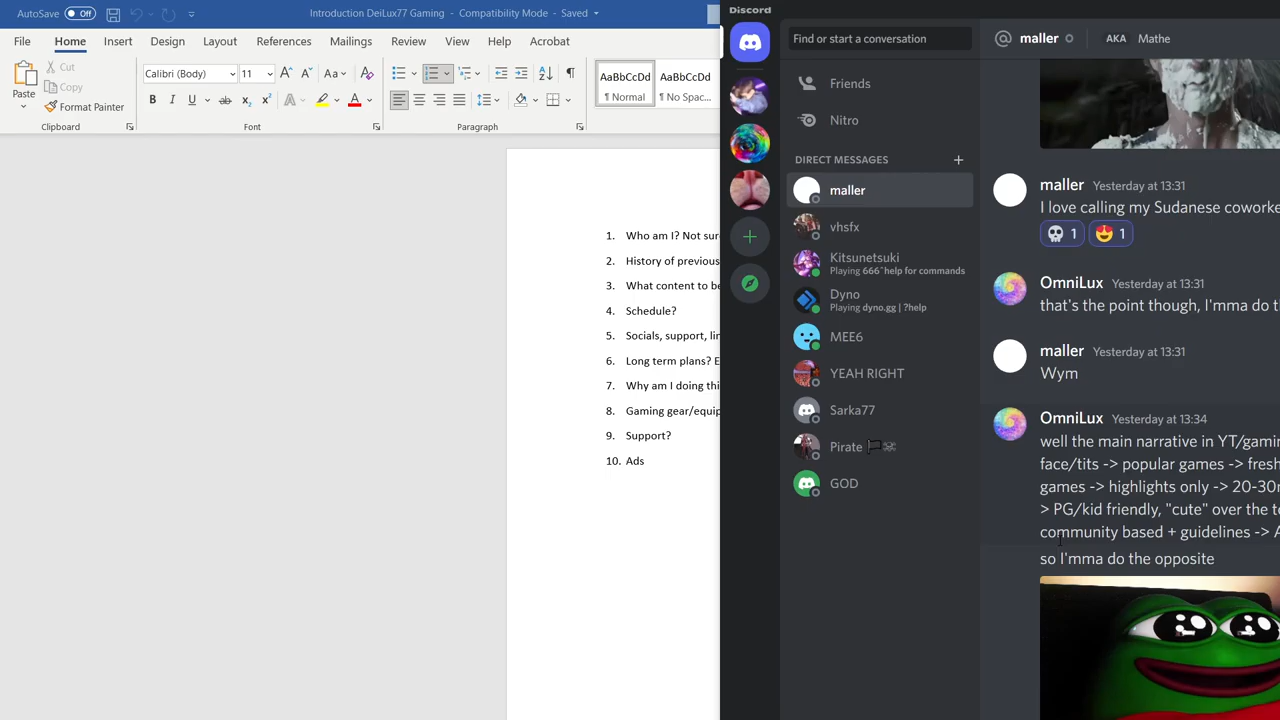 AutoSave Off Introduction DeiLux77 Gaming - Compatibility Mode - Saved
File Home Insert Design Layout References Mailings Review View Help Acrobat
Paste
Cut
Copy
Format Painter
Calibri (Body) 11
Aa
B I U ab x2 x2 A A
AaBbCcDd
¶ Normal
AaBbCcDd
¶ No Spac...
Clipboard Font Paragraph
1. Who am I? Not sur
2. History of previous
3. What content to be
4. Schedule?
5. Socials, support, lin
6. Long term plans? E
7. Why am I doing thi
8. Gaming gear/equip
9. Support?
10. Ads
Discord
Find or start a conversation
Friends
Nitro
DIRECT MESSAGES
maller
vhsfx
Kitsunetsuki
Playing 666^help for commands
Dyno
Playing dyno.gg | ?help
MEE6
YEAH RIGHT
Sarka77
Pirate
GOD
@ maller AKA Mathe
maller Yesterday at 13:31
I love calling my Sudanese coworke
1 1
OmniLux Yesterday at 13:31
that's the point though, I'mma do th
maller Yesterday at 13:31
Wym
OmniLux Yesterday at 13:34
well the main narrative in YT/gamin
face/tits -> popular games -> fresh
games -> highlights only -> 20-30m
> PG/kid friendly, "cute" over the to
community based + guidelines -> A
so I'mma do the opposite